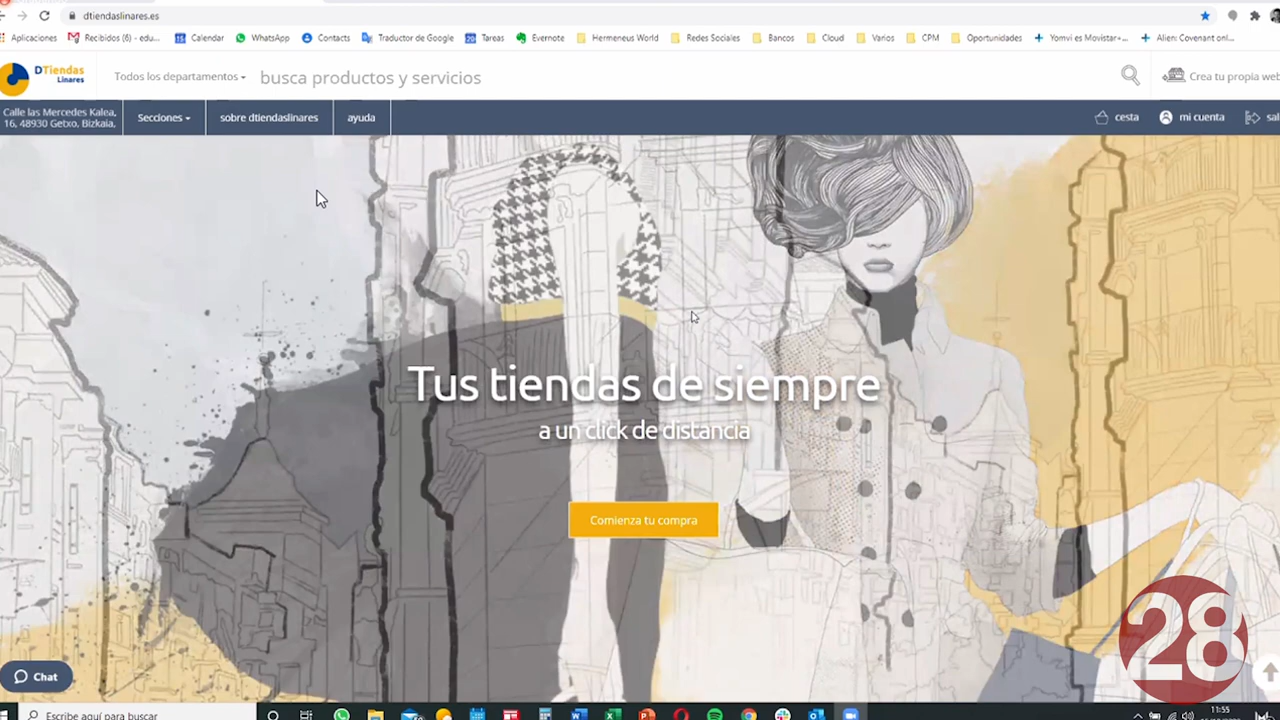 dtiendaslinares.es
Aplicaciones Recibidos (6) - edu... Calendar WhatsApp Contacts Traductor de Google Tareas Evernote Hermeneus World Redes Sociales Bancos Cloud Varios CPM Oportunidades Yomvi es Movistar+... Alien: Covenant onl...
DTiendas
Linares
Todos los departamentos
busca productos y servicios
Crea tu propia web
Calle las Mercedes Kalea,
16, 48930 Getxo, Bizkaia,
Secciones
sobre dtiendaslinares
ayuda
cesta
mi cuenta
sal
Tus tiendas de siempre
a un click de distancia
Comienza tu compra
28
Chat
Escribe aquí para buscar
11:55